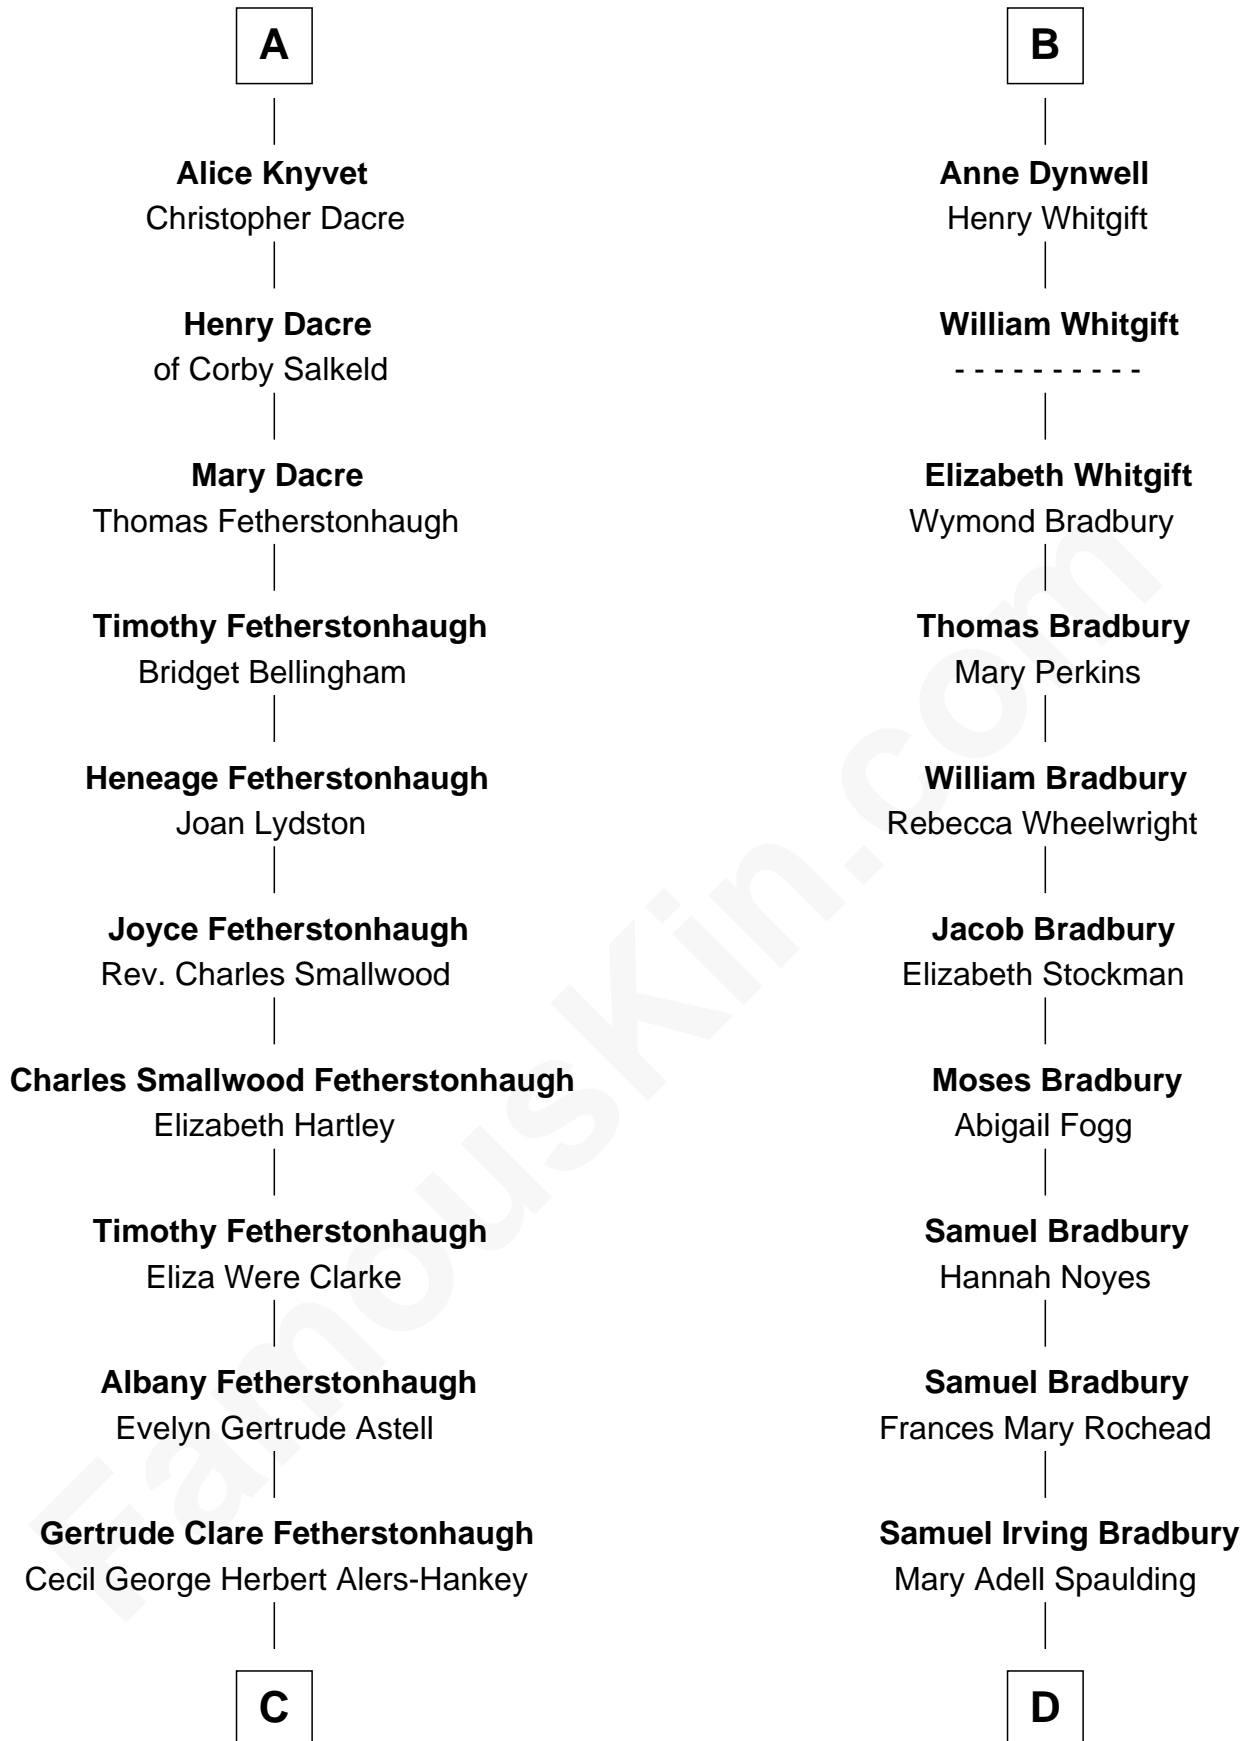 A
Alice Knyvet
Christopher Dacre
Henry Dacre
of Corby Salkeld
Mary Dacre
Thomas Fetherstonhaugh
Timothy Fetherstonhaugh
Bridget Bellingham
Heneage Fetherstonhaugh
Joan Lydston
Joyce Fetherstonhaugh
Rev. Charles Smallwood
Charles Smallwood Fetherstonhaugh
Elizabeth Hartley
Timothy Fetherstonhaugh
Eliza Were Clarke
Albany Fetherstonhaugh
Evelyn Gertrude Astell
Gertrude Clare Fetherstonhaugh
Cecil George Herbert Alers-Hankey
C
B
Anne Dynwell
Henry Whitgift
William Whitgift
- - - - - - - - - -
Elizabeth Whitgift
Wymond Bradbury
Thomas Bradbury
Mary Perkins
William Bradbury
Rebecca Wheelwright
Jacob Bradbury
Elizabeth Stockman
Moses Bradbury
Abigail Fogg
Samuel Bradbury
Hannah Noyes
Samuel Bradbury
Frances Mary Rochead
Samuel Irving Bradbury
Mary Adell Spaulding
D
FamousKin.com